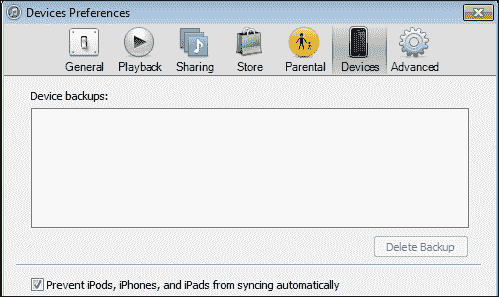 Devices Preferences
General Playback Sharing Store Parental Devices Advanced
Device backups:
Delete Backup
Prevent iPods, iPhones, and iPads from syncing automatically